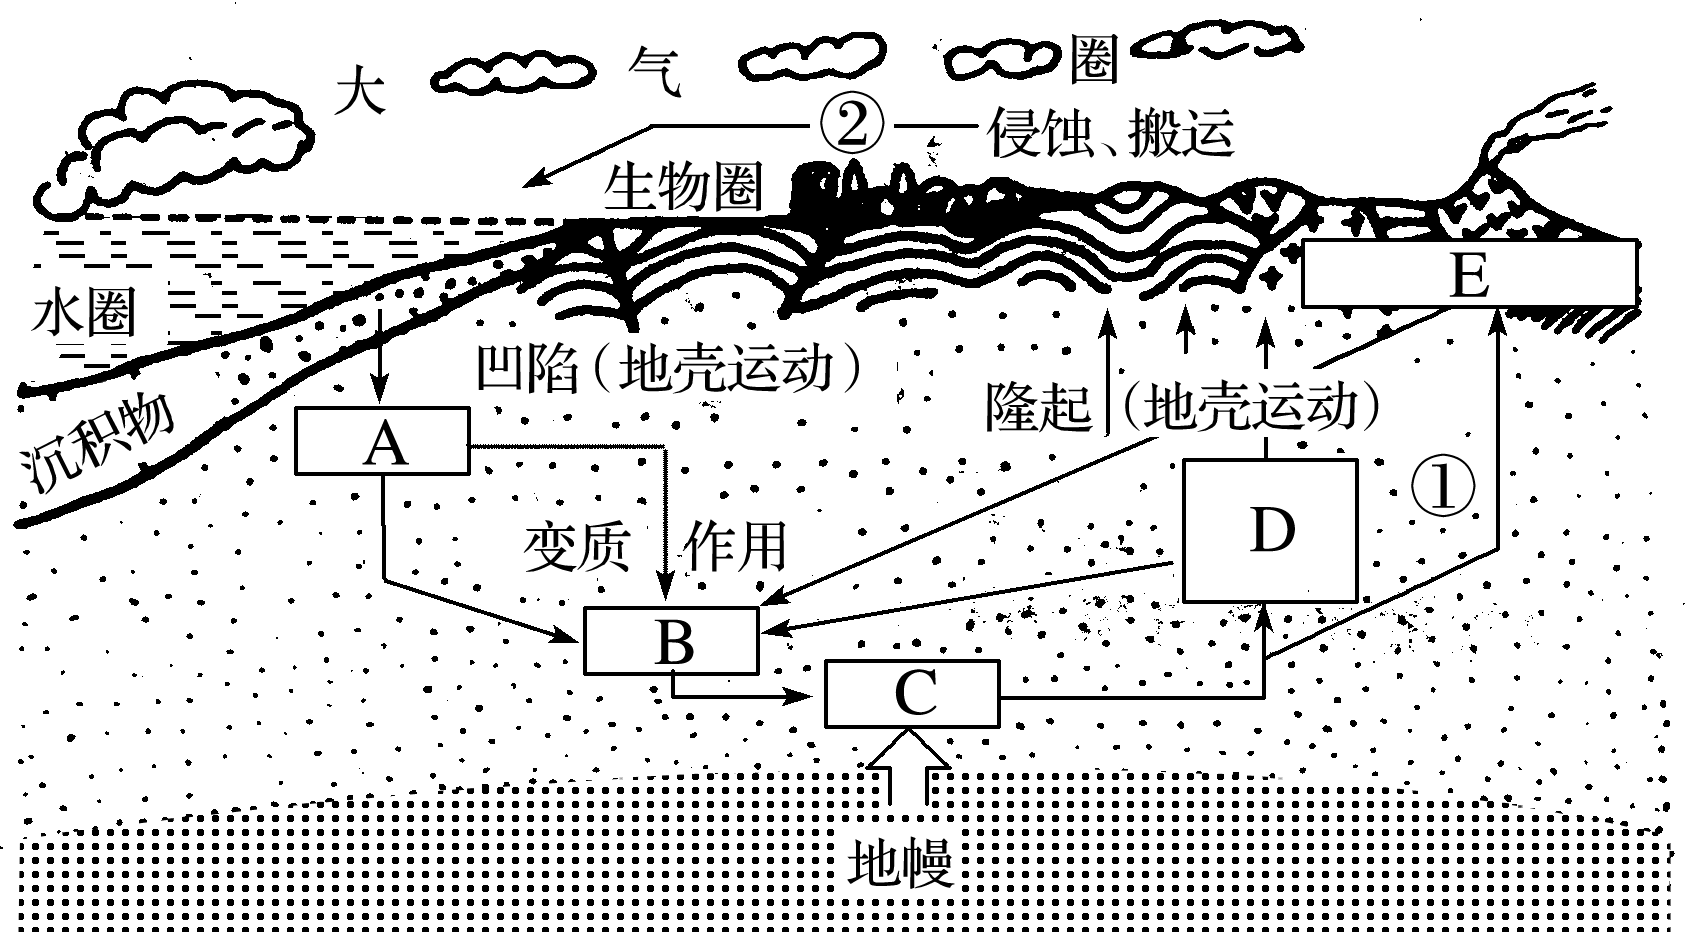 大 气 圈
② 侵蚀、搬运
生物圈
水圈
E
凹陷(地壳运动)
隆起(地壳运动)
沉积物
A
①
D
变质 作用
B
C
地幔